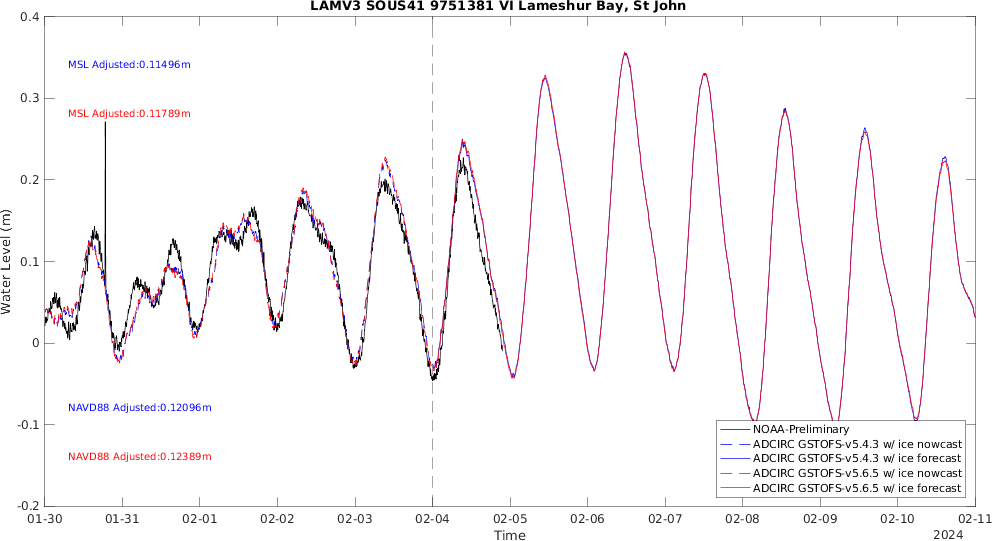 LAMV3 SOUS41 9751381 VI Lameshur Bay, St John
0.4
0.3
0.2
0.1
0
-0.1
-0.2
Water Level (m)
MSL Adjusted:0.11496m
MSL Adjusted:0.11789m
NAVD88 Adjusted:0.12096m
NAVD88 Adjusted:0.12389m
NOAA-Preliminary
ADCIRC GSTOFS-v5.4.3 w/ ice nowcast
ADCIRC GSTOFS-v5.4.3 w/ ice forecast
ADCIRC GSTOFS-v5.6.5 w/ ice nowcast
ADCIRC GSTOFS-v5.6.5 w/ ice forecast
01-30 01-31 02-01 02-02 02-03 02-04 02-05 02-06 02-07 02-08 02-09 02-10 02-11
Time
2024